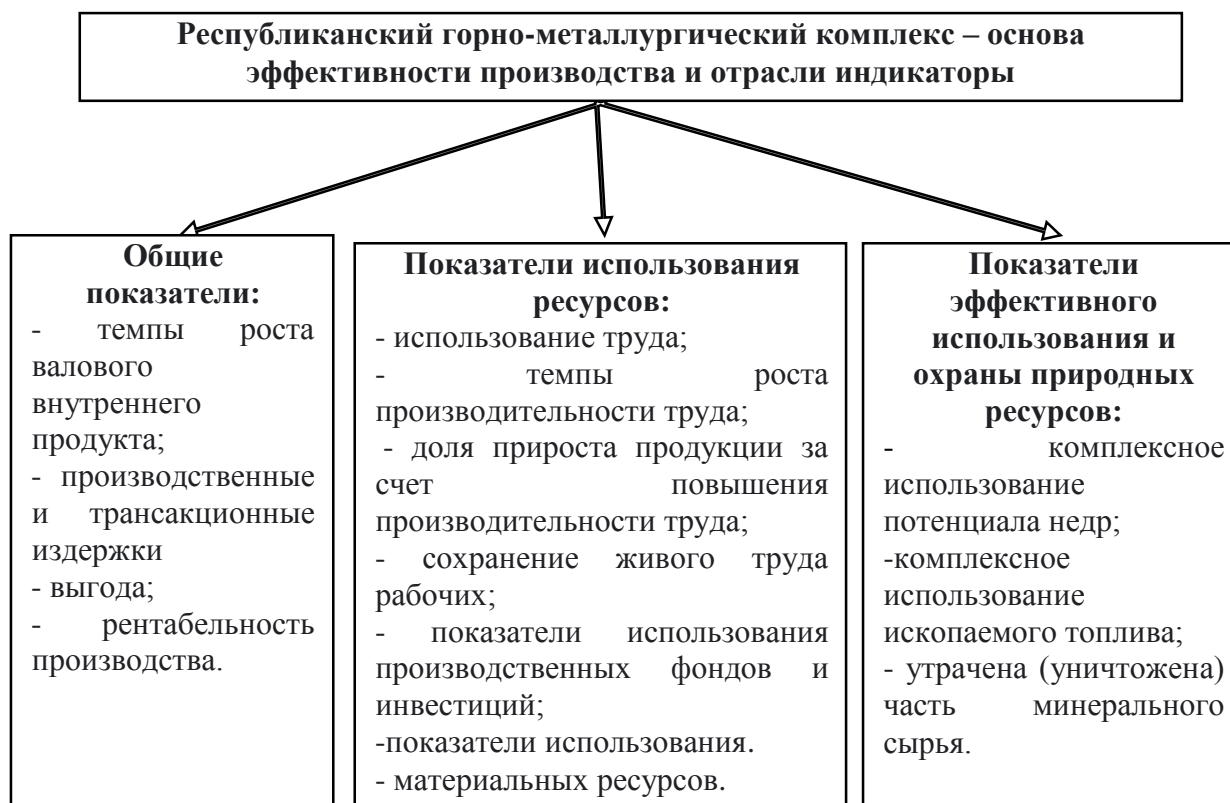 Республиканский горно-металлургический комплекс – основа
эффективности производства и отрасли индикаторы
Общие
показатели:
- темпы роста
валового
внутреннего
продукта;
- производственные
и трансакционные
издержки
- выгода;
- рентабельность
производства.
Показатели использования
ресурсов:
- использование труда;
- темпы роста
производительности труда;
- доля прироста продукции за
счет повышения
производительности труда;
- сохранение живого труда
рабочих;
- показатели использования
производственных фондов и
инвестиций;
-показатели использования.
- материальных ресурсов.
Показатели
эффективного
использования и
охраны природных
ресурсов:
- комплексное
использование
потенциала недр;
-комплексное
использование
ископаемого топлива;
- утрачена (уничтожена)
часть минерального
сырья.